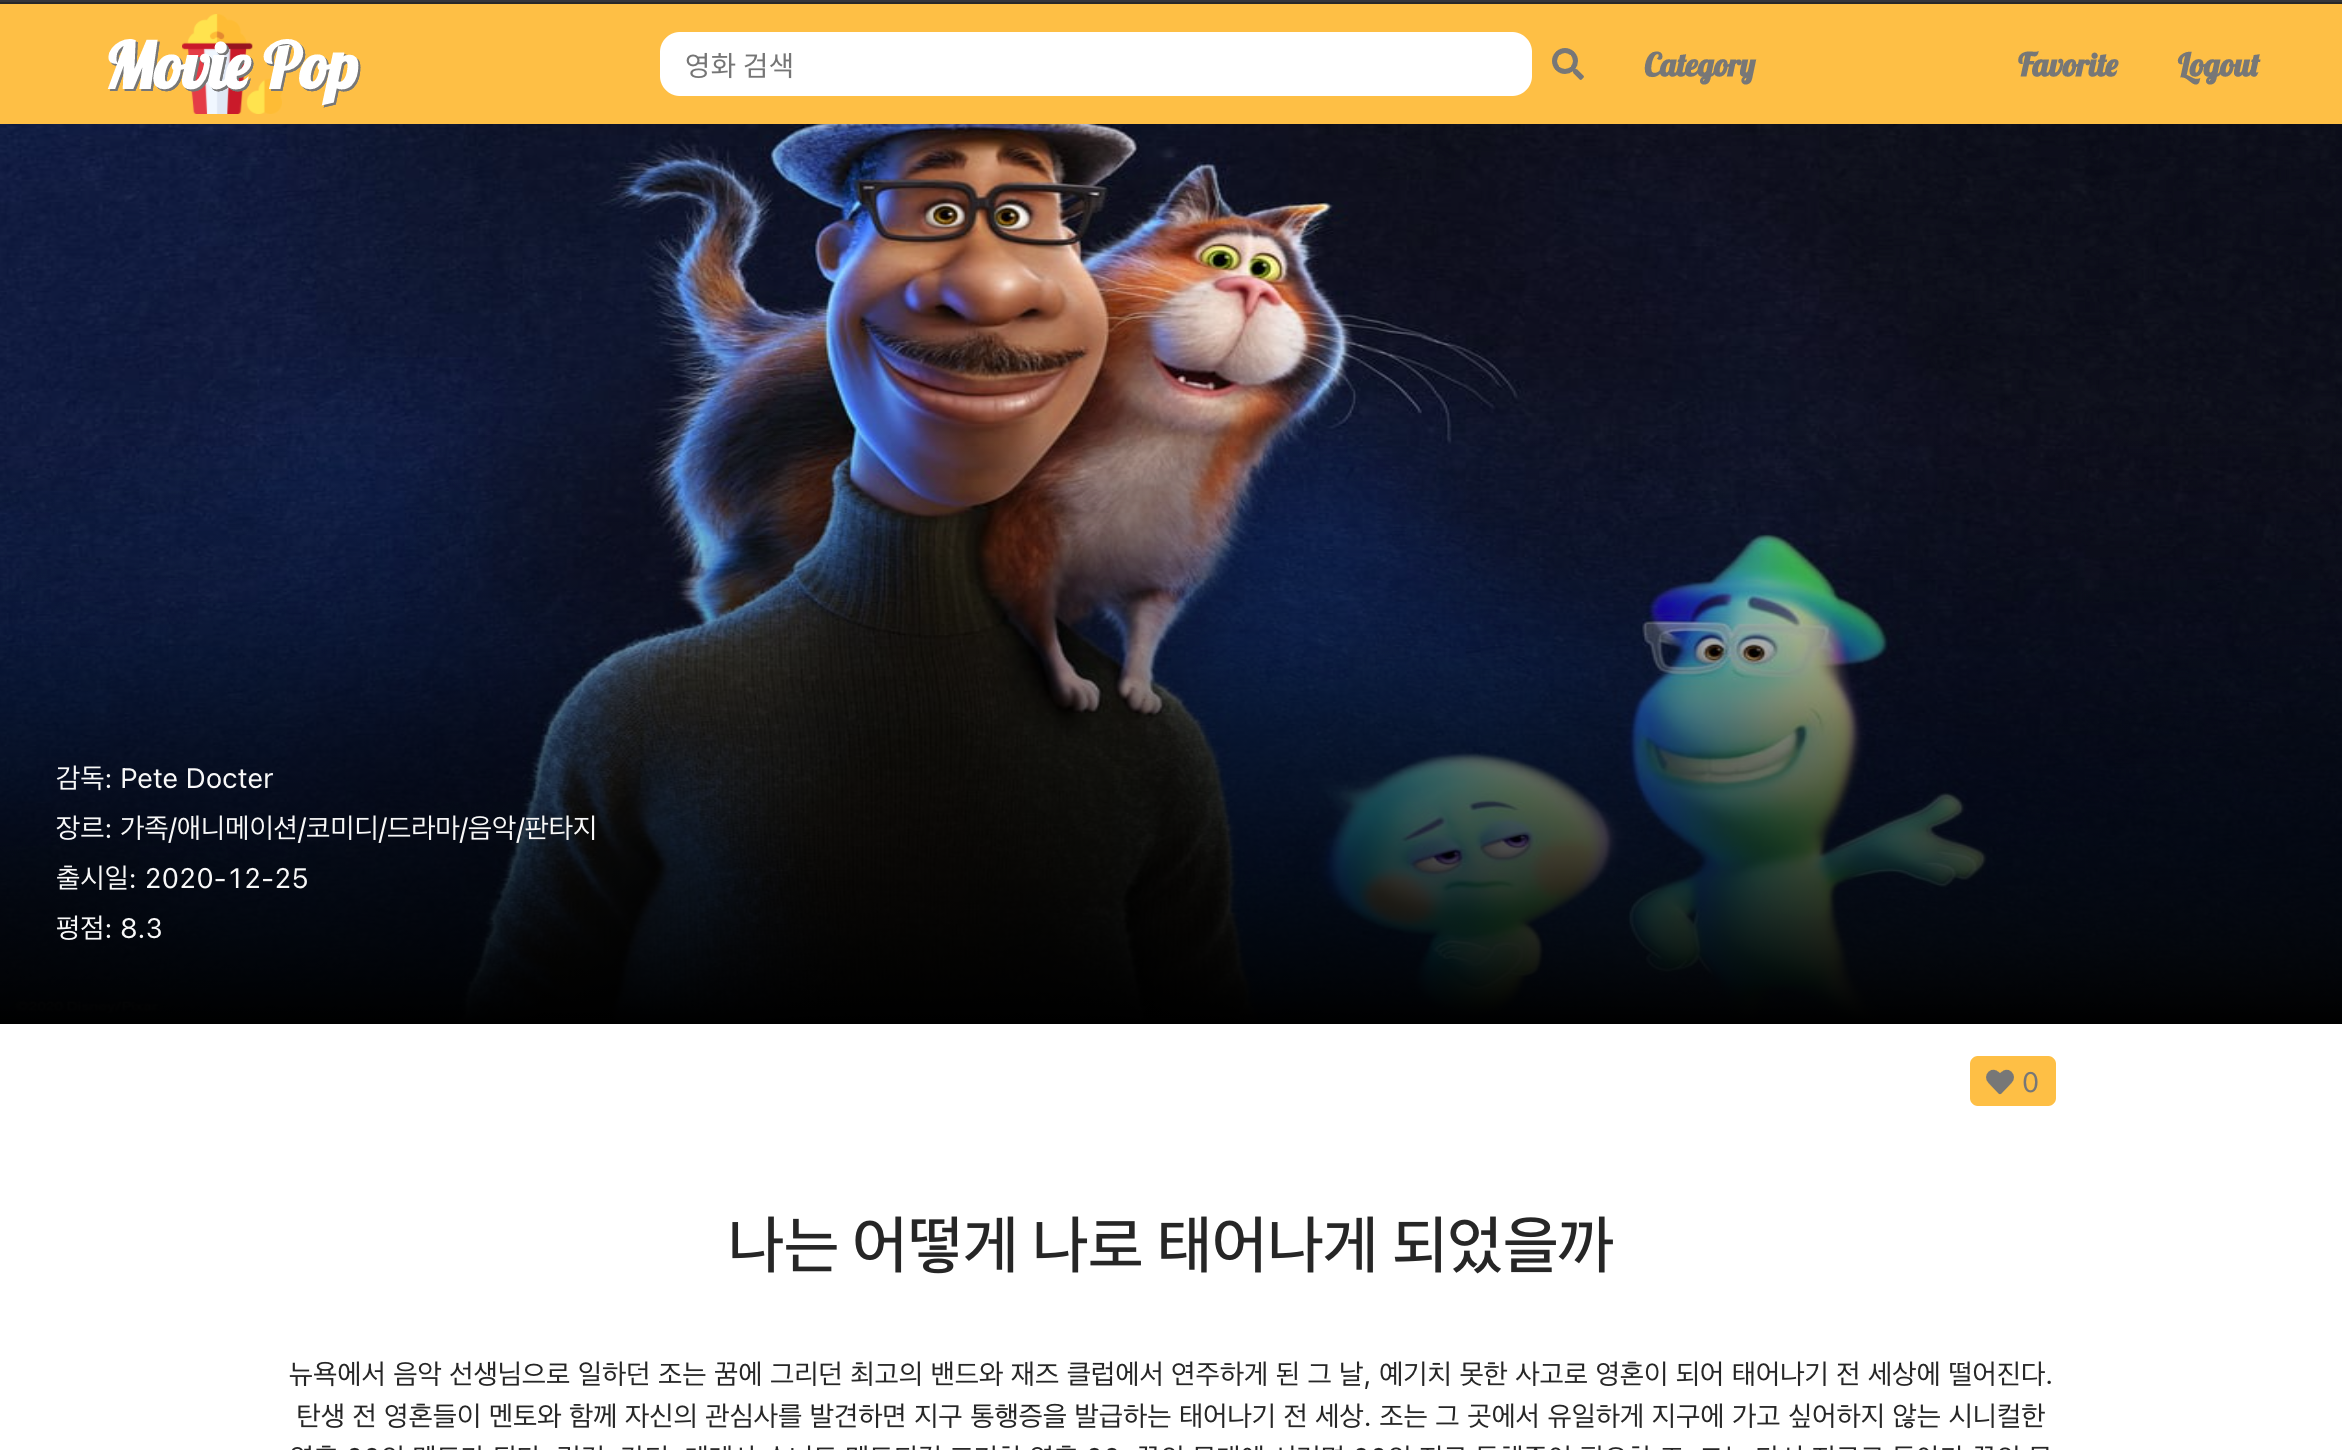 Movie Pop
영화 검색
Category
Favorite
Logout
감독: Pete Docter
장르: 가족/애니메이션/코미디/드라마/음악/판타지
출시일: 2020-12-25
평점: 8.3
0
나는 어떻게 나로 태어나게 되었을까
뉴욕에서 음악 선생님으로 일하던 조는 꿈에 그리던 최고의 밴드와 재즈 클럽에서 연주하게 된 그 날, 예기치 못한 사고로 영혼이 되어 태어나기 전 세상에 떨어진다.
탄생 전 영혼들이 멘토와 함께 자신의 관심사를 발견하면 지구 통행증을 발급하는 태어나기 전 세상. 조는 그 곳에서 유일하게 지구에 가고 싶어하지 않는 시니컬한